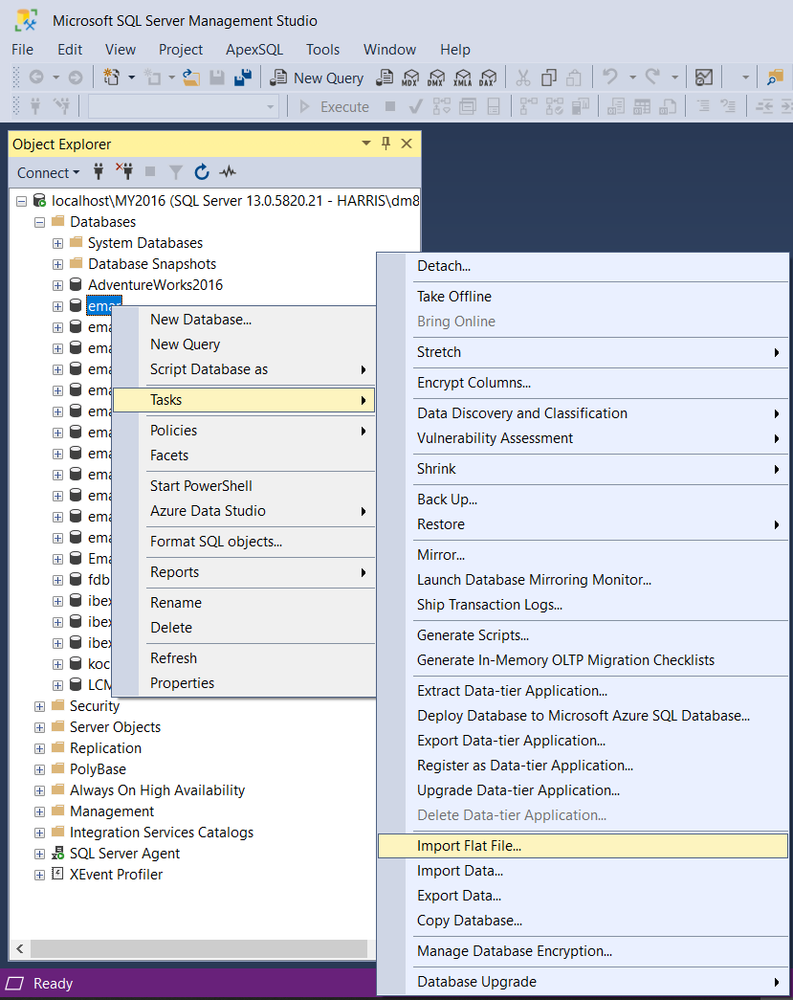 Microsoft SQL Server Management Studio
File Edit View Project ApexSQL Tools Window Help
New Query MDX DMX XMLA DAX
Execute
Object Explorer
Connect
localhost\MY2016 (SQL Server 13.0.5820.21 - HARRIS\dm8
Databases
System Databases
Database Snapshots
AdventureWorks2016
emar
ema
ema
ema
ema
ema
ema
ema
ema
ema
ema
ema
Ema
fdb
ibex
ibex
ibex
koc
LCM
Security
Server Objects
Replication
PolyBase
Always On High Availability
Management
Integration Services Catalogs
SQL Server Agent
XEvent Profiler
New Database...
New Query
Script Database as
Tasks
Policies
Facets
Start PowerShell
Azure Data Studio
Format SQL objects...
Reports
Rename
Delete
Refresh
Properties
Detach...
Take Offline
Bring Online
Stretch
Encrypt Columns...
Data Discovery and Classification
Vulnerability Assessment
Shrink
Back Up...
Restore
Mirror...
Launch Database Mirroring Monitor...
Ship Transaction Logs...
Generate Scripts...
Generate In-Memory OLTP Migration Checklists
Extract Data-tier Application...
Deploy Database to Microsoft Azure SQL Database...
Export Data-tier Application...
Register as Data-tier Application...
Upgrade Data-tier Application...
Delete Data-tier Application...
Import Flat File...
Import Data...
Export Data...
Copy Database...
Manage Database Encryption...
Database Upgrade
Ready